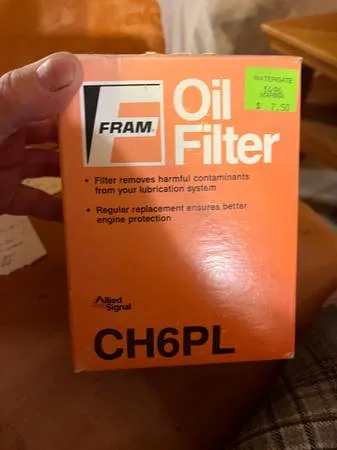 WATERGATE
$ 7.50
Oil
Filter
FRAM
• Filter removes harmful contaminants
from your lubrication system
• Regular replacement ensures better
engine protection
Allied
Signal
CH6PL